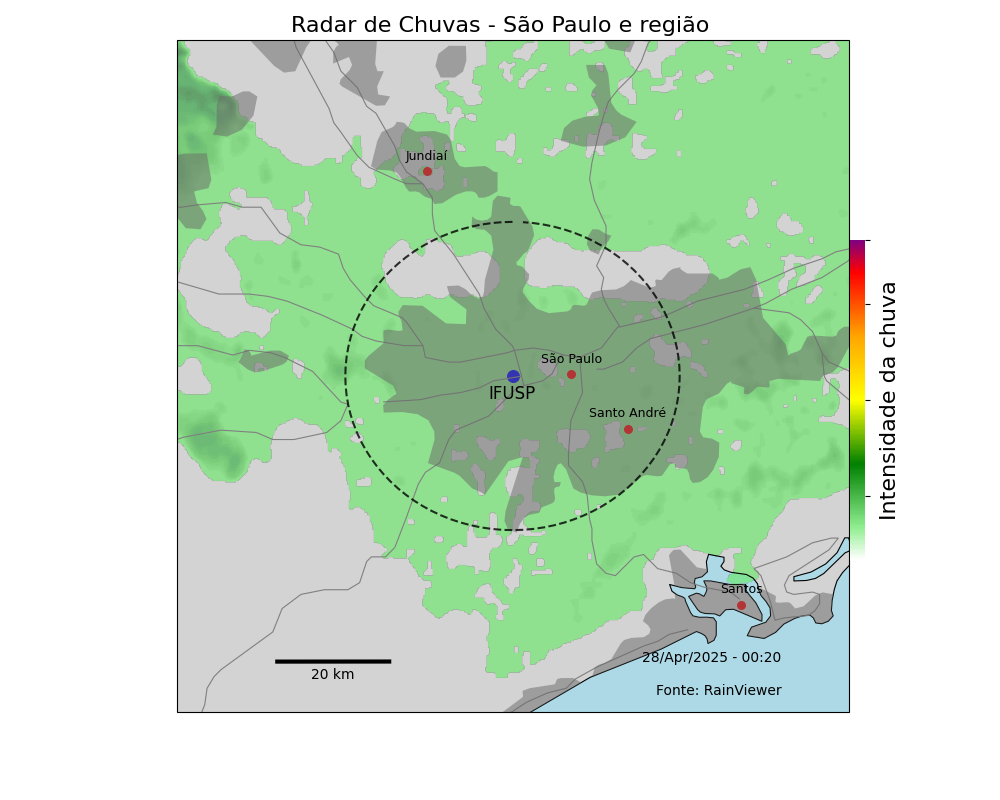 Radar de Chuvas - São Paulo e região
Jundiaí
São Paulo
IFUSP
Santo André
Intensidade da chuva
Santos
28/Apr/2025 - 00:20
20 km
Fonte: RainViewer